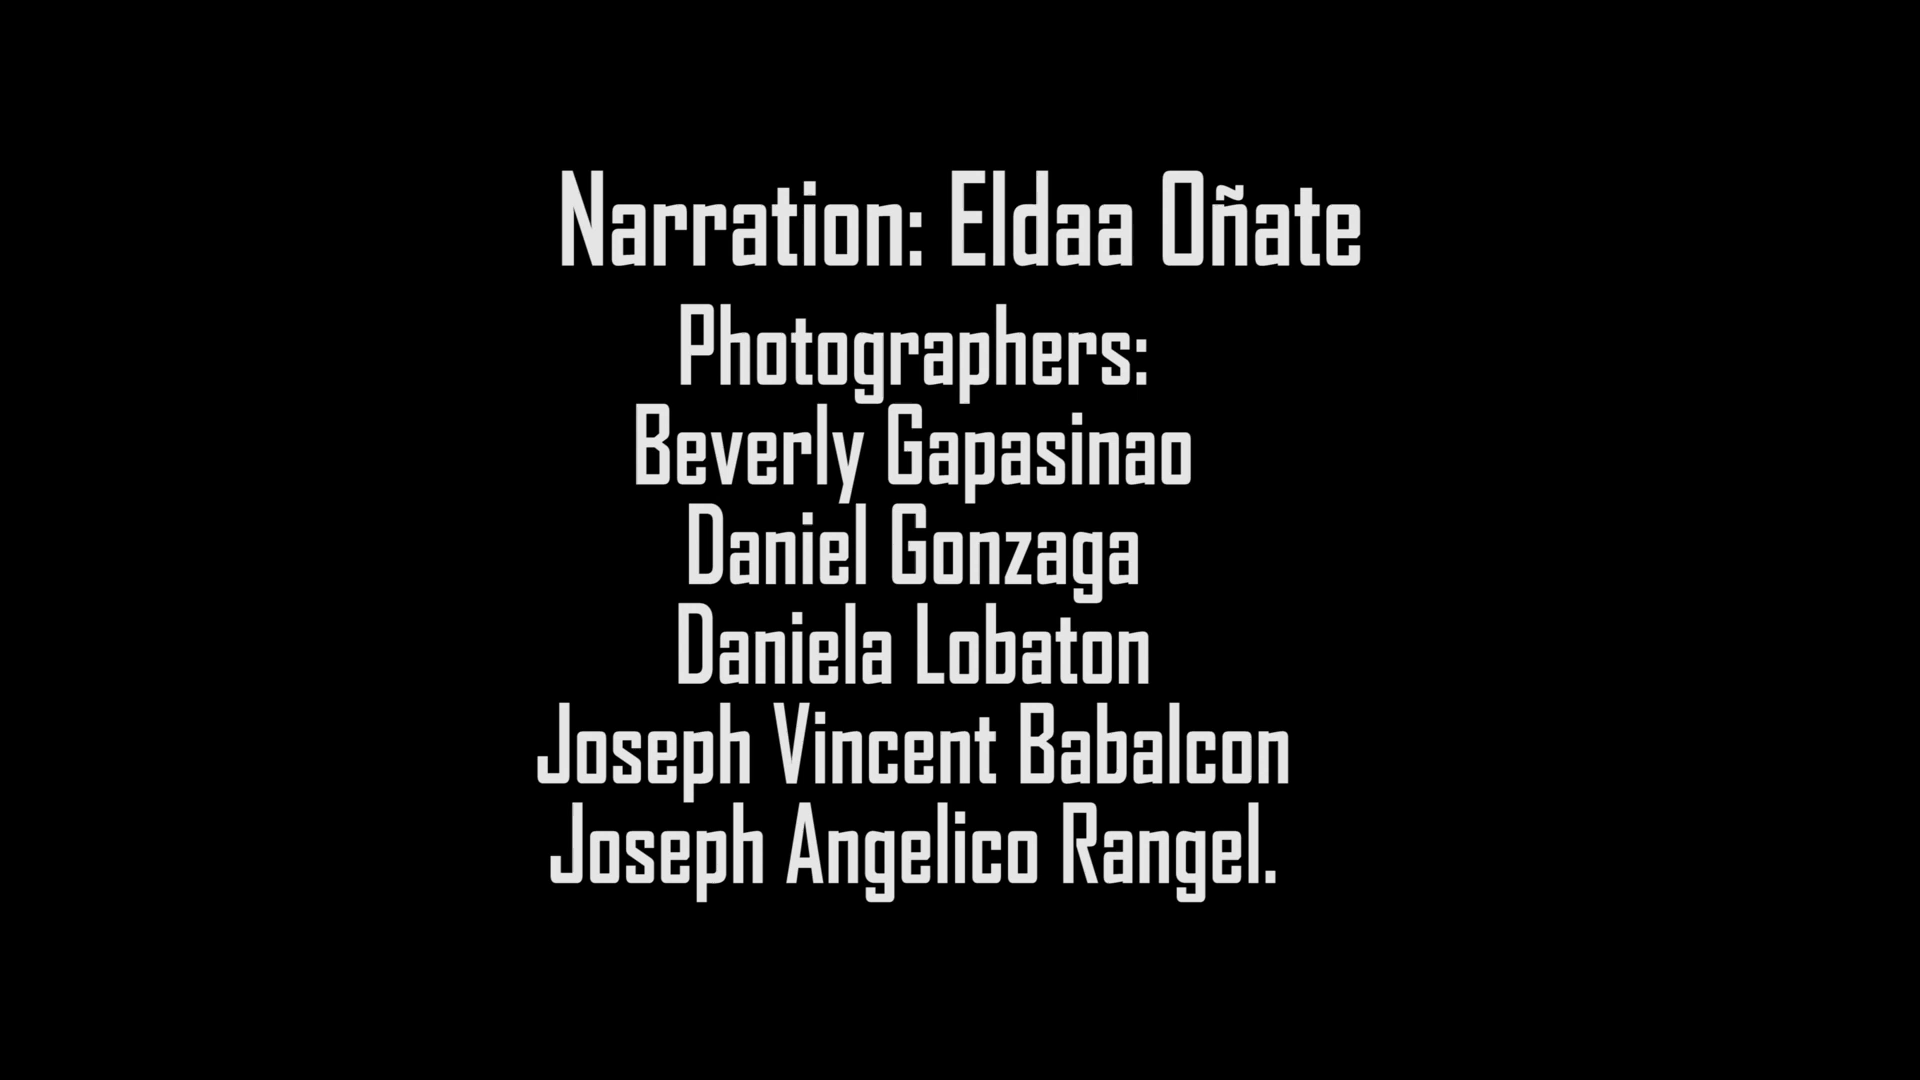 Narration: Eldaa Oñate
Photographers:
Beverly Gapasinao
Daniel Gonzaga
Daniela Lobaton
Joseph Vincent Babalcon
Joseph Angelico Rangel.